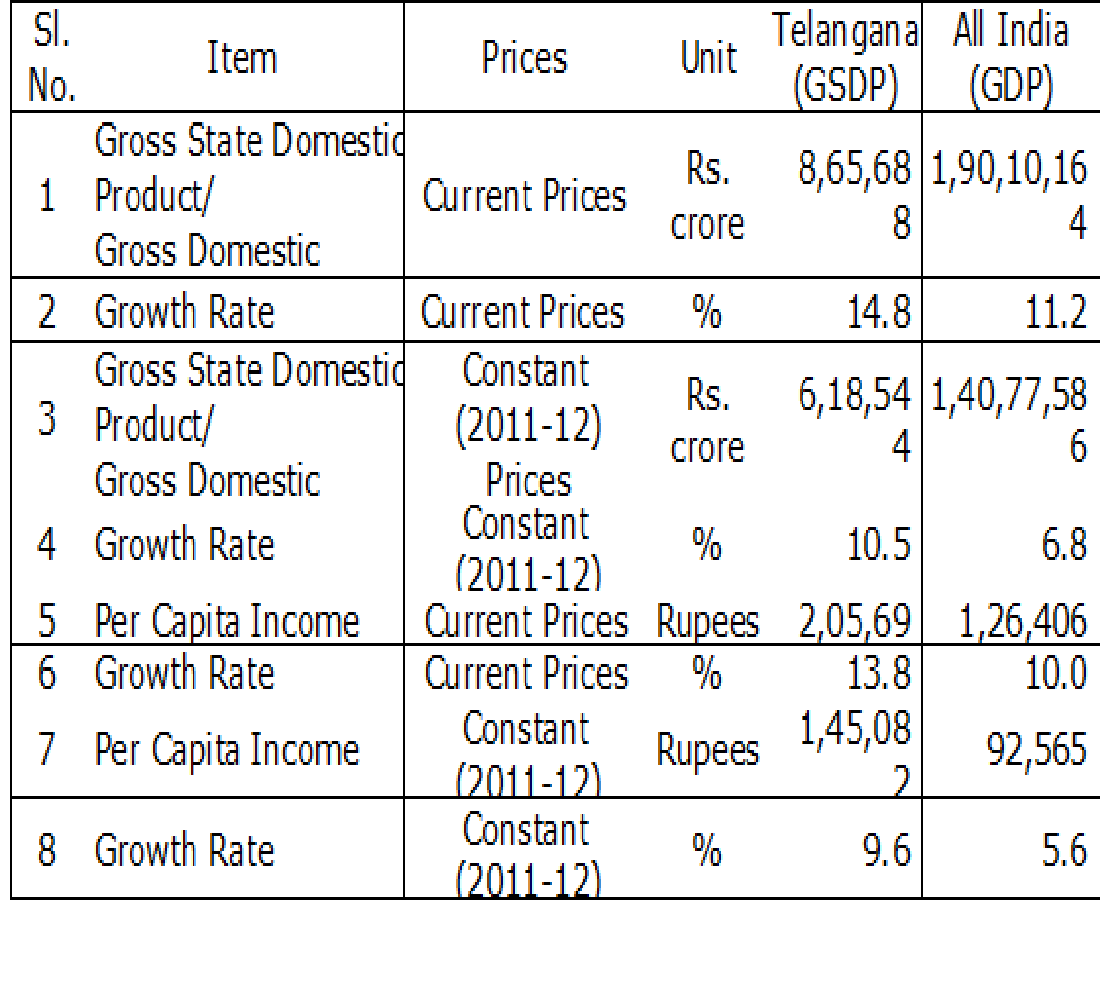 Sl. No. Item Prices Unit Telangana (GSDP) All India (GDP)
1 Gross State Domestic Product/ Gross Domestic Current Prices Rs. crore 8,65,688 1,90,10,164
2 Growth Rate Current Prices % 14.8 11.2
3 Gross State Domestic Product/ Gross Domestic Constant (2011-12) Prices Rs. crore 6,18,544 1,40,77,586
4 Growth Rate Constant (2011-12) % 10.5 6.8
5 Per Capita Income Current Prices Rupees 2,05,69 1,26,406
6 Growth Rate Current Prices % 13.8 10.0
7 Per Capita Income Constant (2011-12) Rupees 1,45,082 92,565
8 Growth Rate Constant (2011-12) % 9.6 5.6